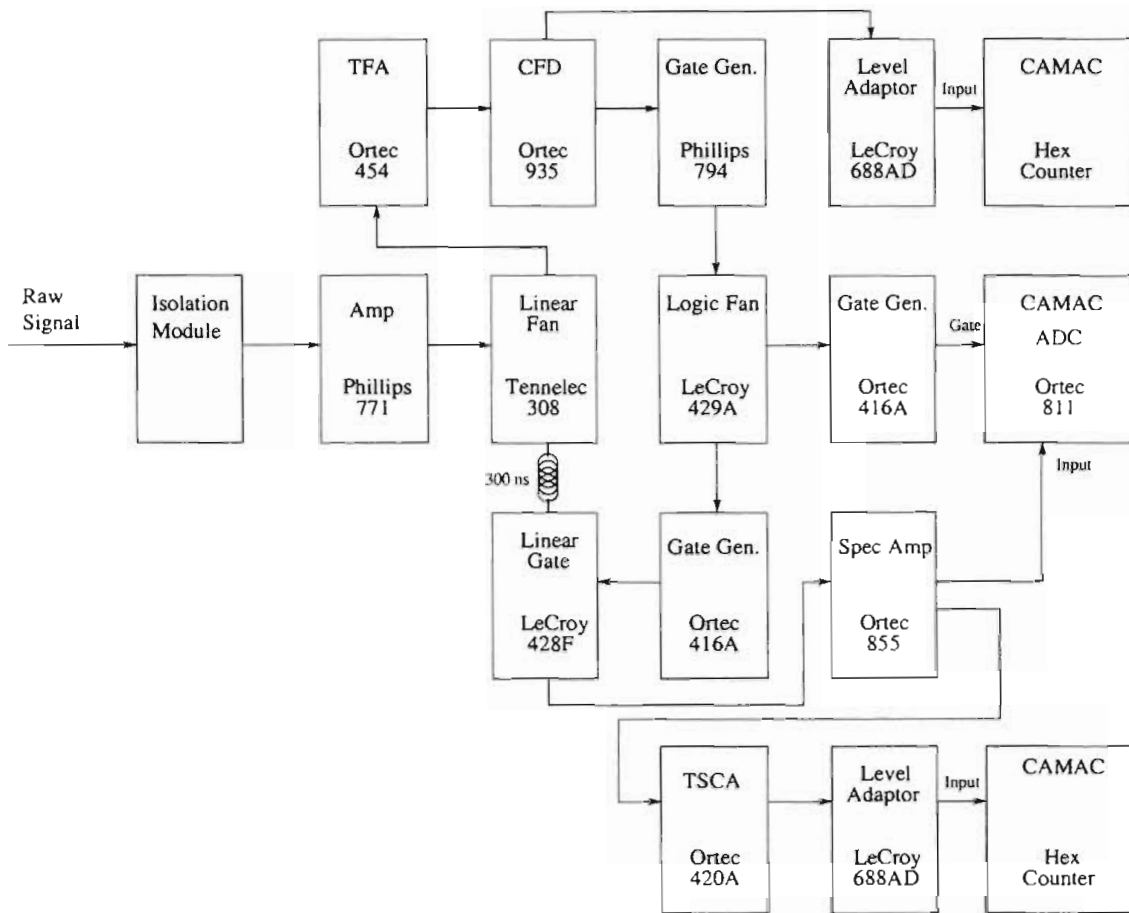 TFA
Ortec
454
CFD
Ortec
935
Gate Gen.
Phillips
794
Level
Adaptor
LeCroy
688AD
Input
CAMAC
Hex
Counter
Raw
Signal
Isolation
Module
Amp
Phillips
771
Linear
Fan
Tennelec
308
Logic Fan
LeCroy
429A
Gate Gen.
Ortec
416A
Gate
CAMAC
ADC
Ortec
811
Input
300 ns
Linear
Gate
LeCroy
428F
Gate Gen.
Ortec
416A
Spec Amp
Ortec
855
TSCA
Ortec
420A
Level
Adaptor
LeCroy
688AD
Input
CAMAC
Hex
Counter